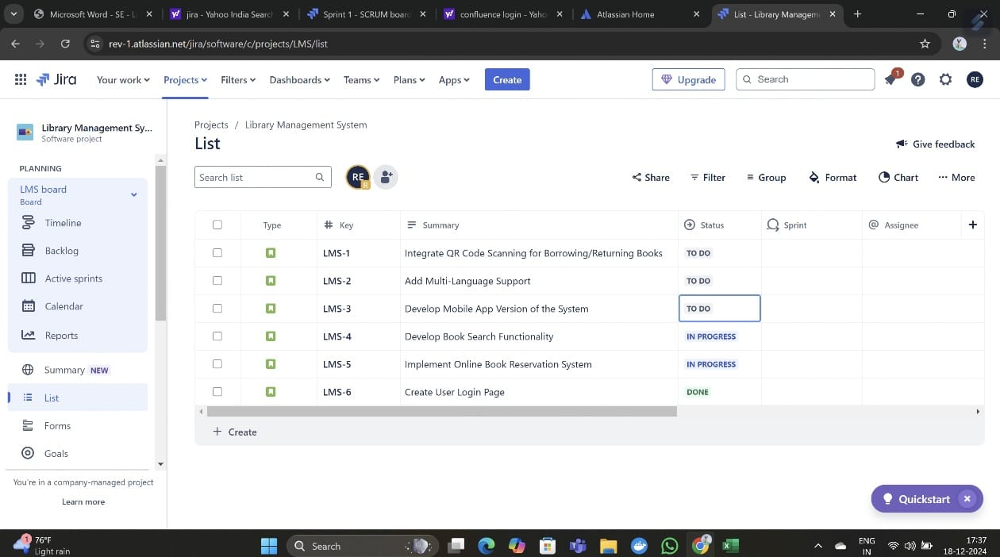 Microsoft Word - SE - L
jira - Yahoo India Search
Sprint 1 - SCRUM board
confluence login - Yaho
Atlassian Home
List - Library Managem
rev-1.atlassian.net/jira/software/c/projects/LMS/list
Jira
Your work
Projects
Filters
Dashboards
Teams
Plans
Apps
Create
Upgrade
Search
1
RE
Library Management Sy...
Software project
PLANNING
LMS board
Board
Timeline
Backlog
Active sprints
Calendar
Reports
Summary NEW
List
Forms
Goals
You're in a company-managed project
Learn more
Projects / Library Management System
List
Give feedback
Search list
RE
R
Share
Filter
Group
Format
Chart
More
Type # Key Summary Status Sprint @ Assignee +
LMS-1 Integrate QR Code Scanning for Borrowing/Returning Books TO DO
LMS-2 Add Multi-Language Support TO DO
LMS-3 Develop Mobile App Version of the System TO DO
LMS-4 Develop Book Search Functionality IN PROGRESS
LMS-5 Implement Online Book Reservation System IN PROGRESS
LMS-6 Create User Login Page DONE
+ Create
Quickstart
1
76°F
Light rain
Search
ENG
IN
17:37
18-12-2024